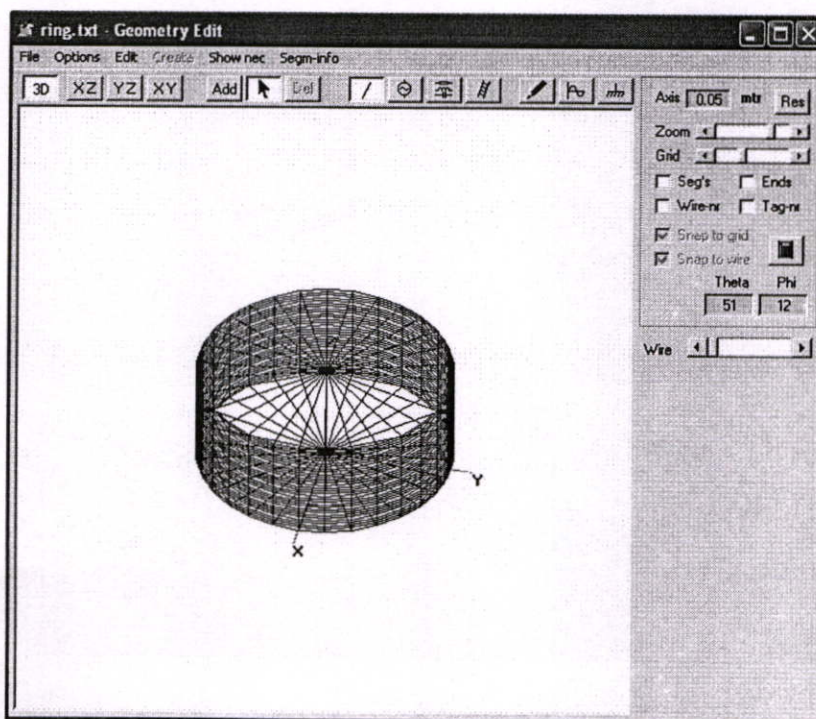 ring.txt - Geometry Edit
File Options Edit Create Show nec Segm-info
3D XZ YZ XY Add Del
Axis 0.05 mtr Res
Zoom
Grid
Seg's Ends
Wire-nr Tag-nr
Snap to grid
Snap to wire
Theta Phi
51 12
Wire
Y
X